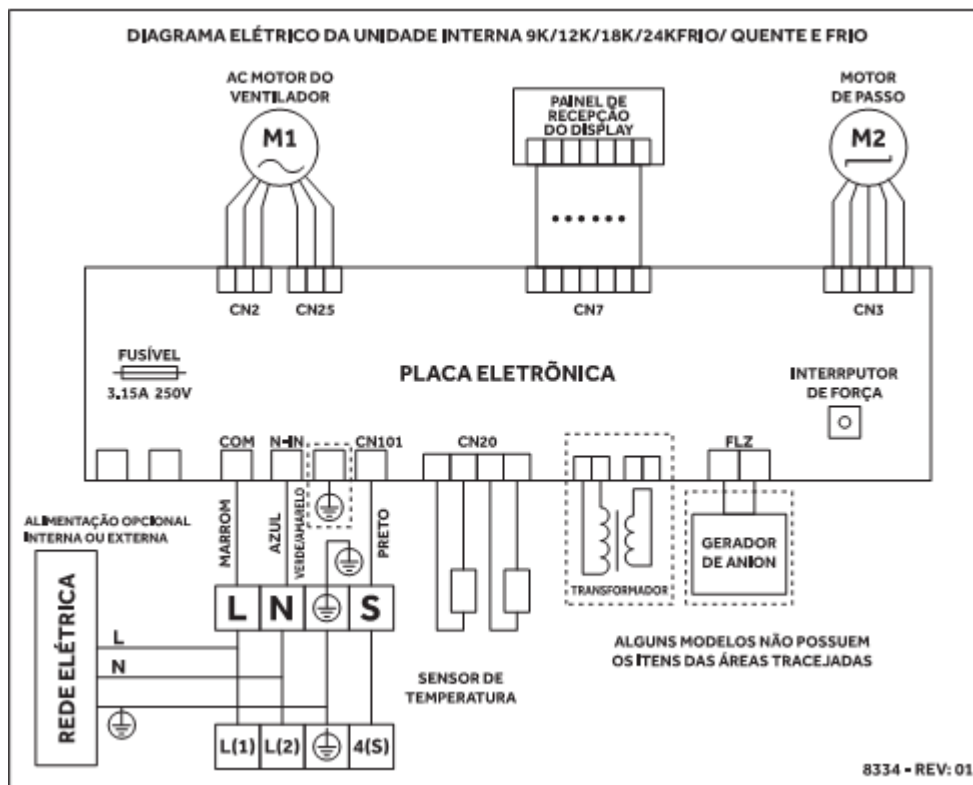 DIAGRAMA ELÉTRICO DA UNIDADE INTERNA 9K/12K/18K/24KFRIO/ QUENTE E FRIO
AC MOTOR DO
VENTILADOR
M1
PAINEL DE
RECEPÇÃO
DO DISPLAY
MOTOR
DE PASSO
M2
CN2
CN25
CN7
CN3
FUSÍVEL
3.15A 250V
PLACA ELETRÕNICA
INTERRPUTOR
DE FORÇA
COM
N-IN
CN101
CN20
FLZ
ALIMENTAÇÃO OPCIONAL
INTERNA OU EXTERNA
MARROM
AZUL
VERDE/AMARELO
PRETO
TRANSFORMADOR
GERADOR
DE ANION
L
N
S
REDE ELÉTRICA
L
N
SENSOR DE
TEMPERATURA
ALGUNS MODELOS NÃO POSSUEM
OS ITENS DAS ÁREAS TRACEJADAS
L(1)
L(2)
4(S)
8334 - REV: 01